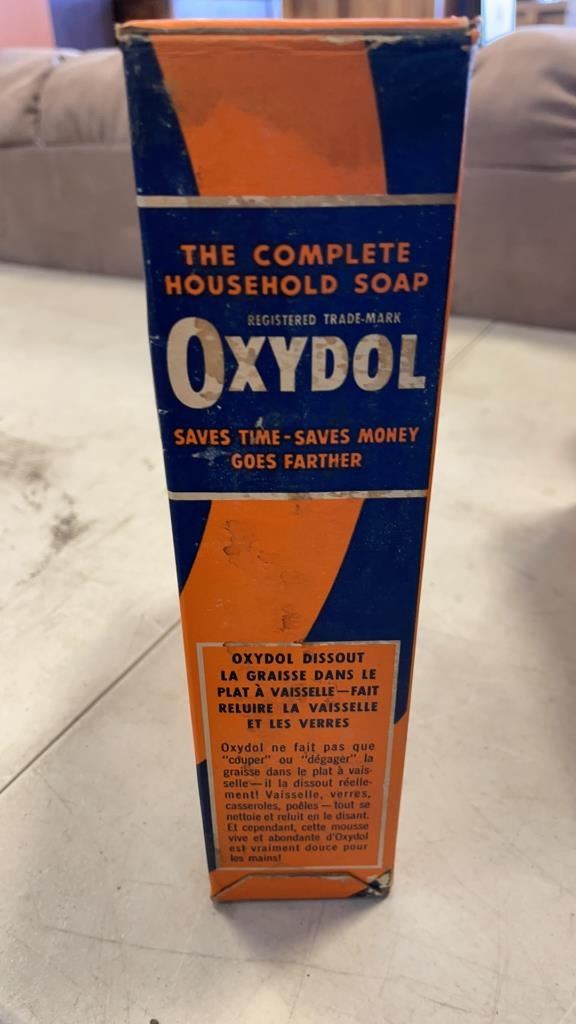 THE COMPLETE
HOUSEHOLD SOAP
REGISTERED TRADE-MARK
OXYDOL
SAVES TIME-SAVES MONEY
GOES FARTHER
OXYDOL DISSOUT
LA GRAISSE DANS LE
PLAT À VAISSELLE—FAIT
RELUIRE LA VAISSELLE
ET LES VERRES
Oxydol ne fait pas que
"couper" ou "dégager" la
graisse dans le plat à vais-
selle—il la dissout réelle-
ment! Vaisselle, verres,
casseroles, poêles—tout se
nettoie et reluit en le disant.
Et cependant, cette mousse
vive et abondante d'Oxydol
est vraiment douce pour
les mains!